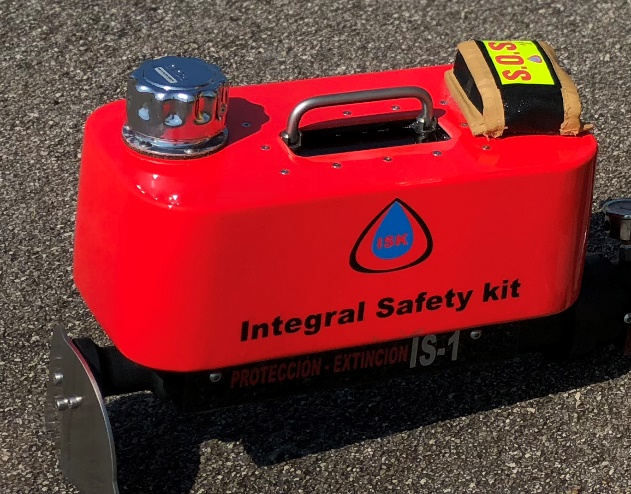 S.O.S
ISK
Integral Safety kit
PROTECCION - EXTINCION IS-1